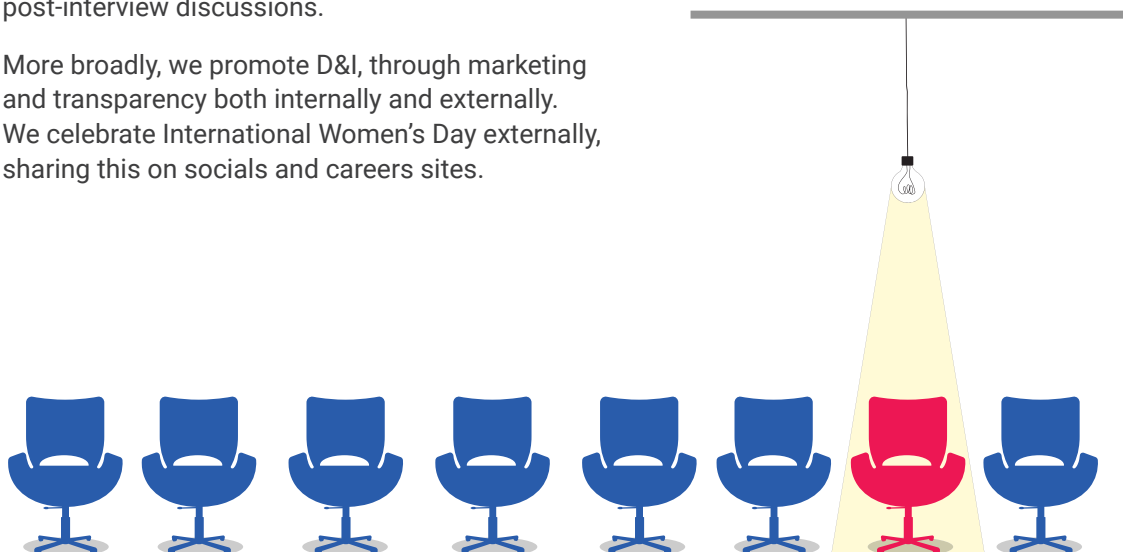 post-interview discussions.
More broadly, we promote D&I, through marketing
and transparency both internally and externally.
We celebrate International Women’s Day externally,
sharing this on socials and careers sites.